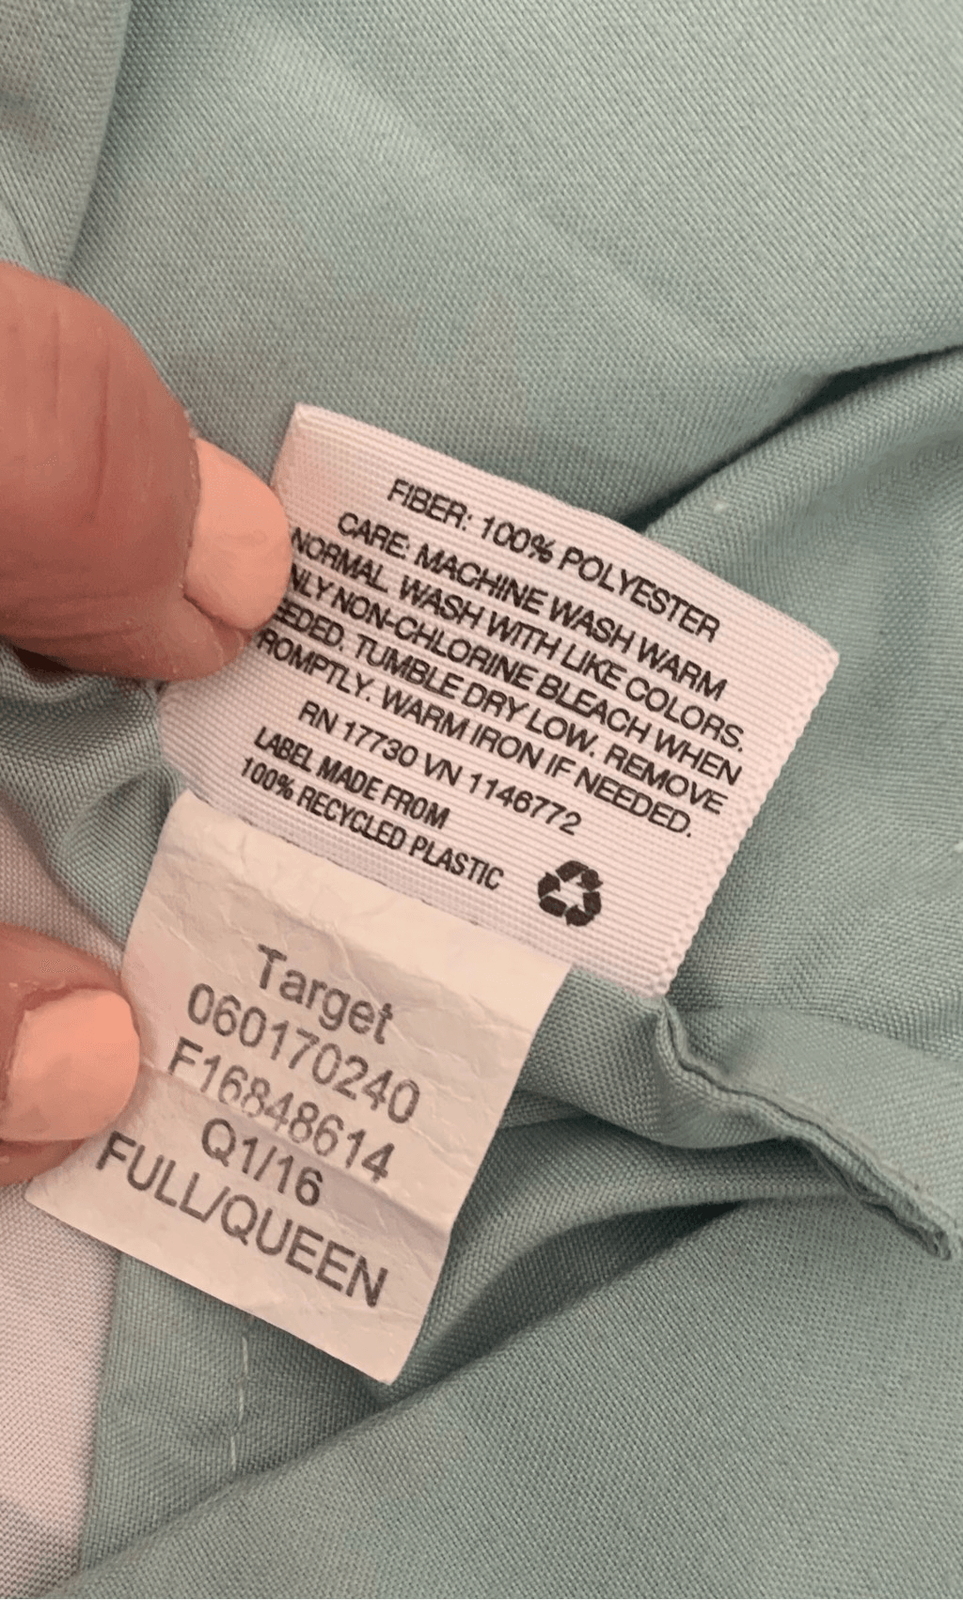 FIBER: 100% POLYESTER
CARE: MACHINE WASH WARM
NORMAL. WASH WITH LIKE COLORS.
NLY NON-CHLORINE BLEACH WHEN
EEDED. TUMBLE DRY LOW. REMOVE
ROMPTLY. WARM IRON IF NEEDED.
RN 17730 VN 1146772
LABEL MADE FROM
100% RECYCLED PLASTIC
Target
060170240
F16848614
Q1/16
FULL/QUEEN